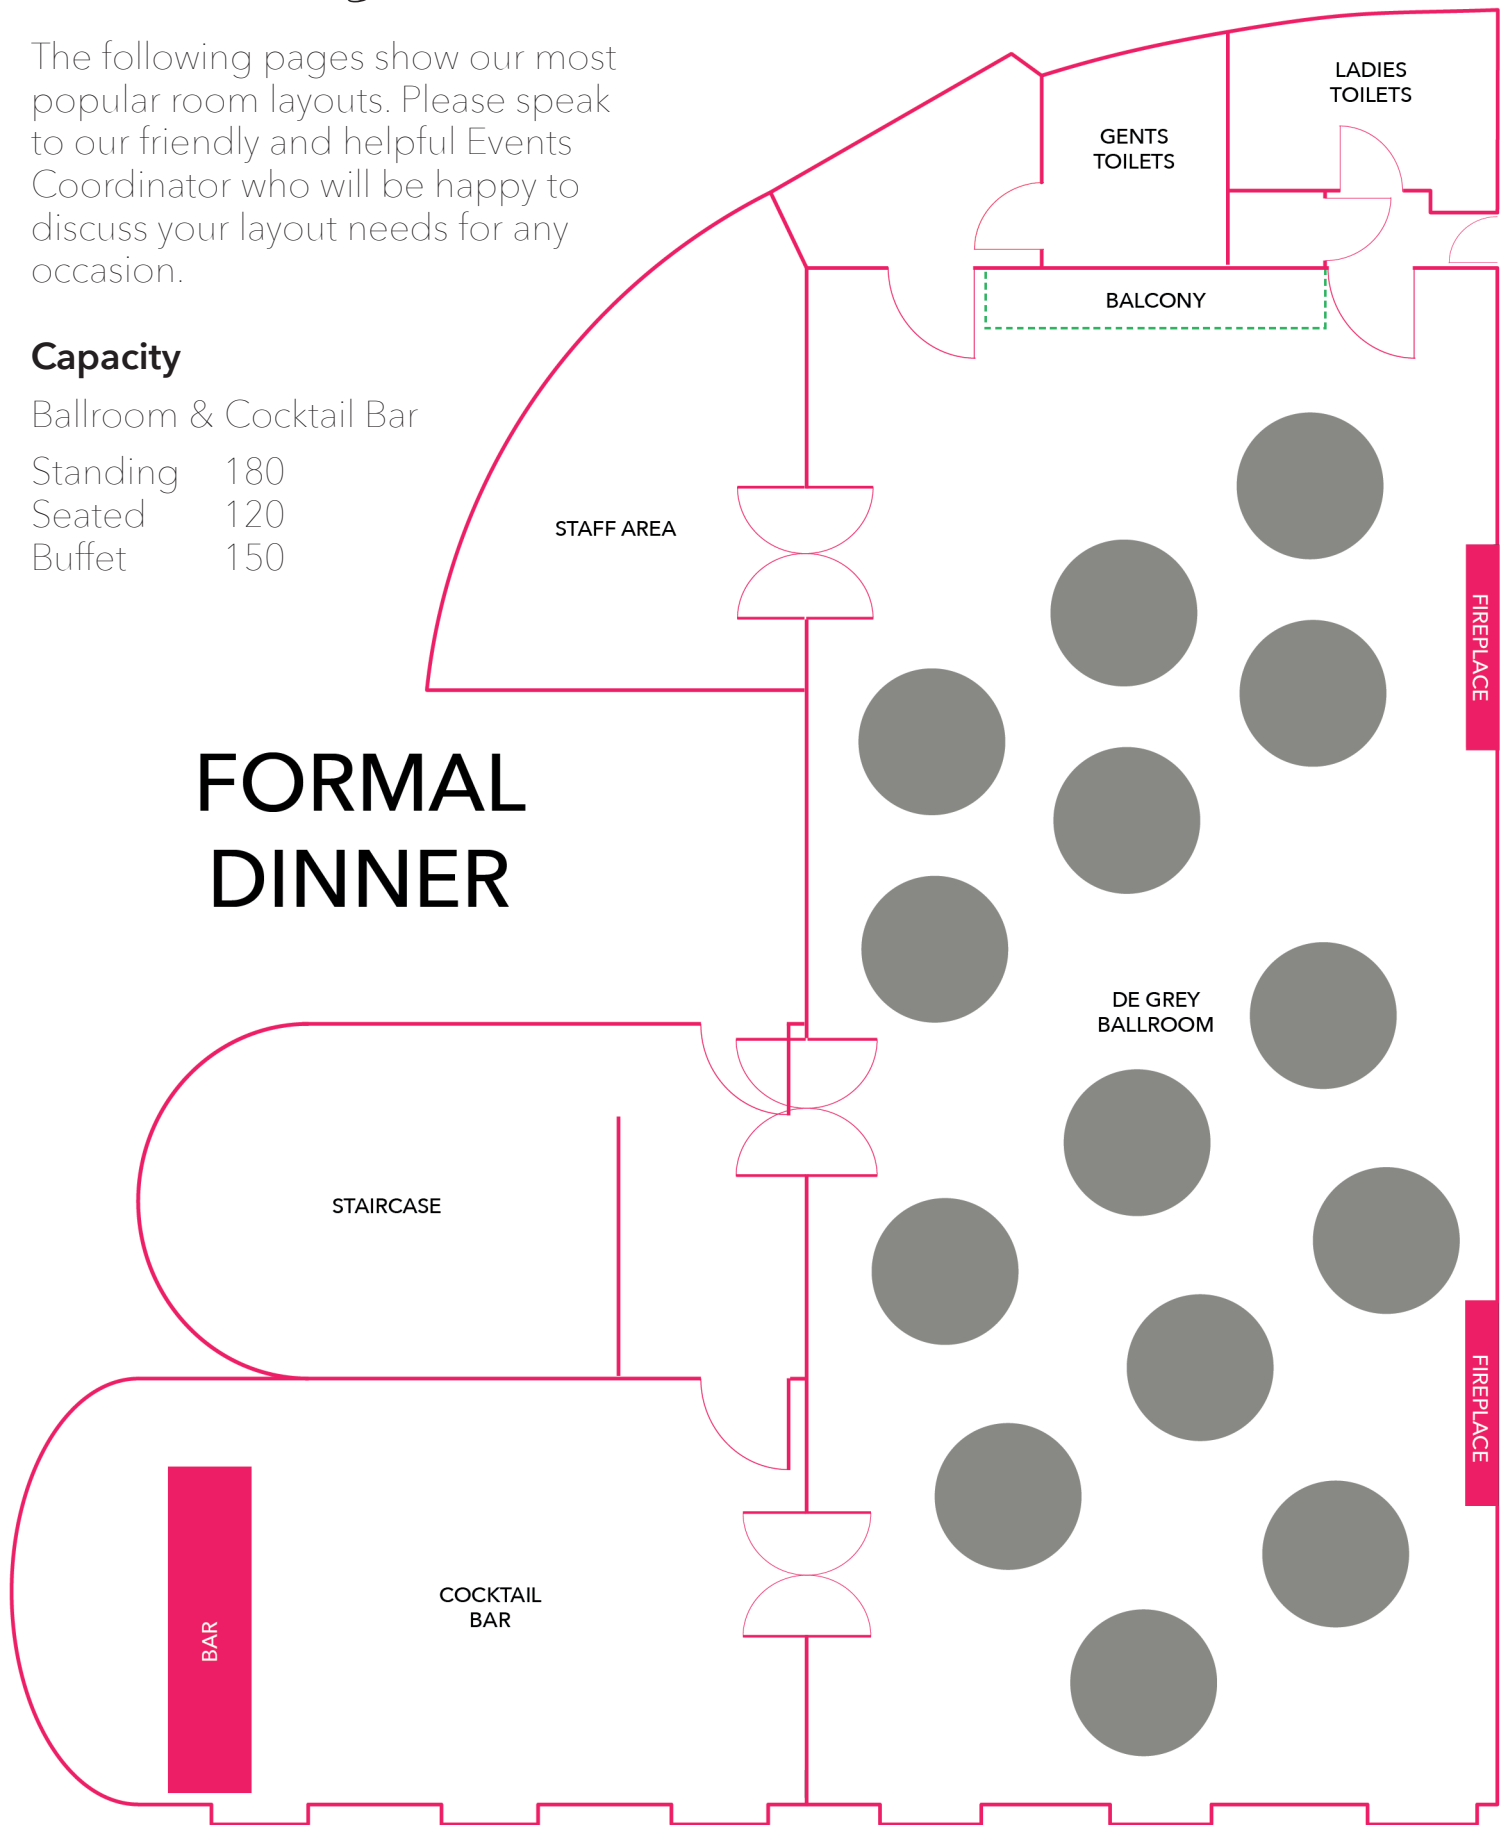 The following pages show our most
popular room layouts. Please speak
to our friendly and helpful Events
Coordinator who will be happy to
discuss your layout needs for any
occasion.
Capacity
Ballroom & Cocktail Bar
Standing 180
Seated 120
Buffet 150
FORMAL
DINNER
LADIES
TOILETS
GENTS
TOILETS
BALCONY
STAFF AREA
FIREPLACE
DE GREY
BALLROOM
STAIRCASE
FIREPLACE
COCKTAIL
BAR
BAR